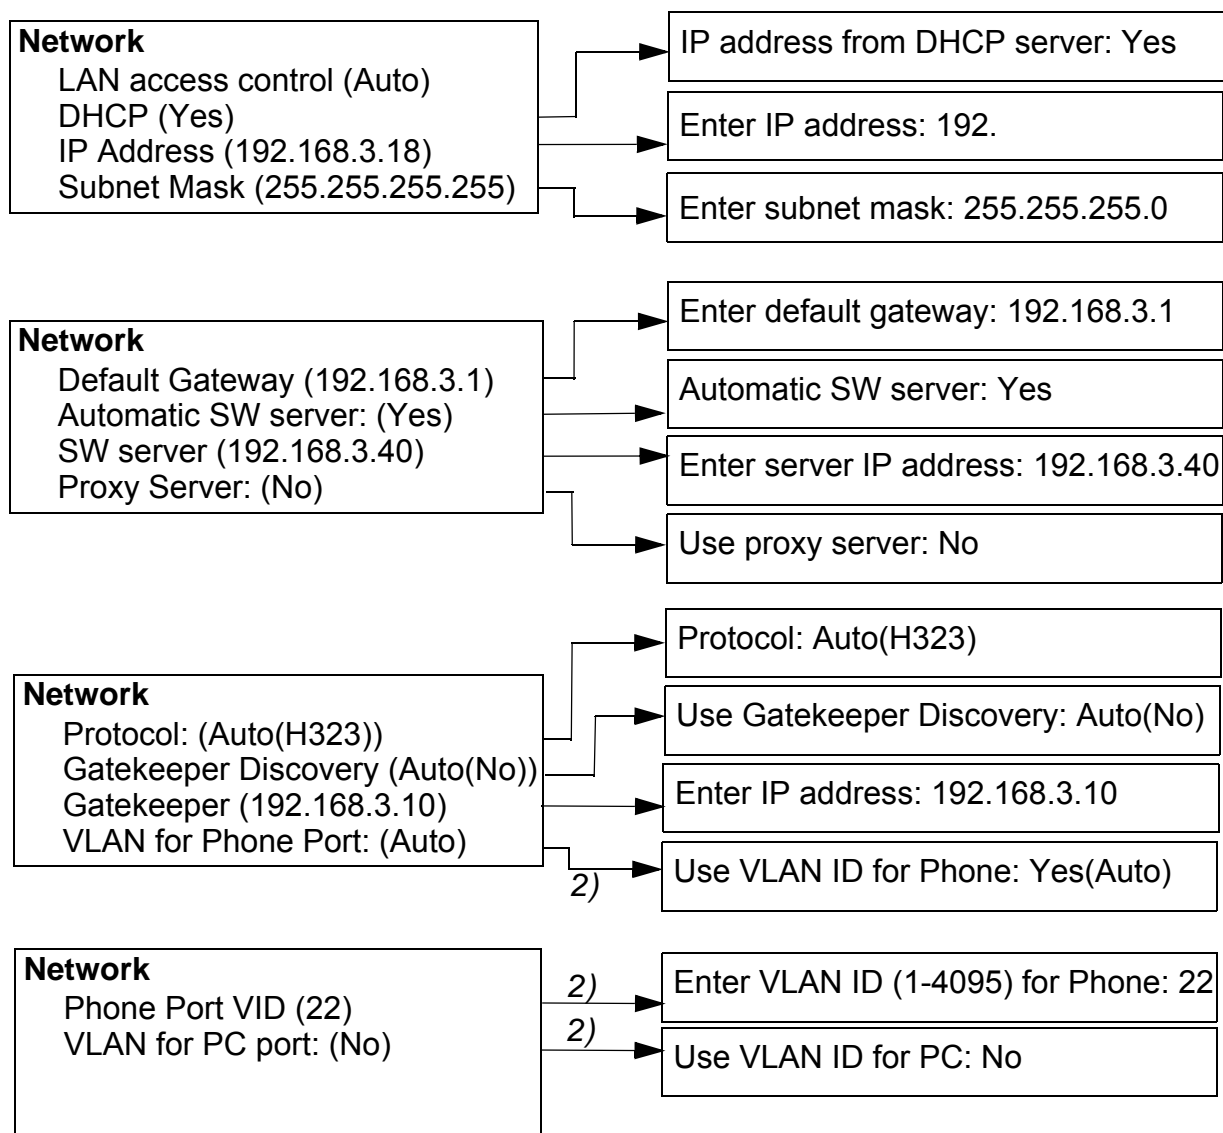 Network
LAN access control (Auto)
DHCP (Yes)
IP Address (192.168.3.18)
Subnet Mask (255.255.255.255)
IP address from DHCP server: Yes
Enter IP address: 192.
Enter subnet mask: 255.255.255.0
Network
Default Gateway (192.168.3.1)
Automatic SW server: (Yes)
SW server (192.168.3.40)
Proxy Server: (No)
Enter default gateway: 192.168.3.1
Automatic SW server: Yes
Enter server IP address: 192.168.3.40
Use proxy server: No
Network
Protocol: (Auto(H323))
Gatekeeper Discovery (Auto(No))
Gatekeeper (192.168.3.10)
VLAN for Phone Port: (Auto)
Protocol: Auto(H323)
Use Gatekeeper Discovery: Auto(No)
Enter IP address: 192.168.3.10
2)
Use VLAN ID for Phone: Yes(Auto)
Network
Phone Port VID (22)
VLAN for PC port: (No)
2)
Enter VLAN ID (1-4095) for Phone: 22
2)
Use VLAN ID for PC: No